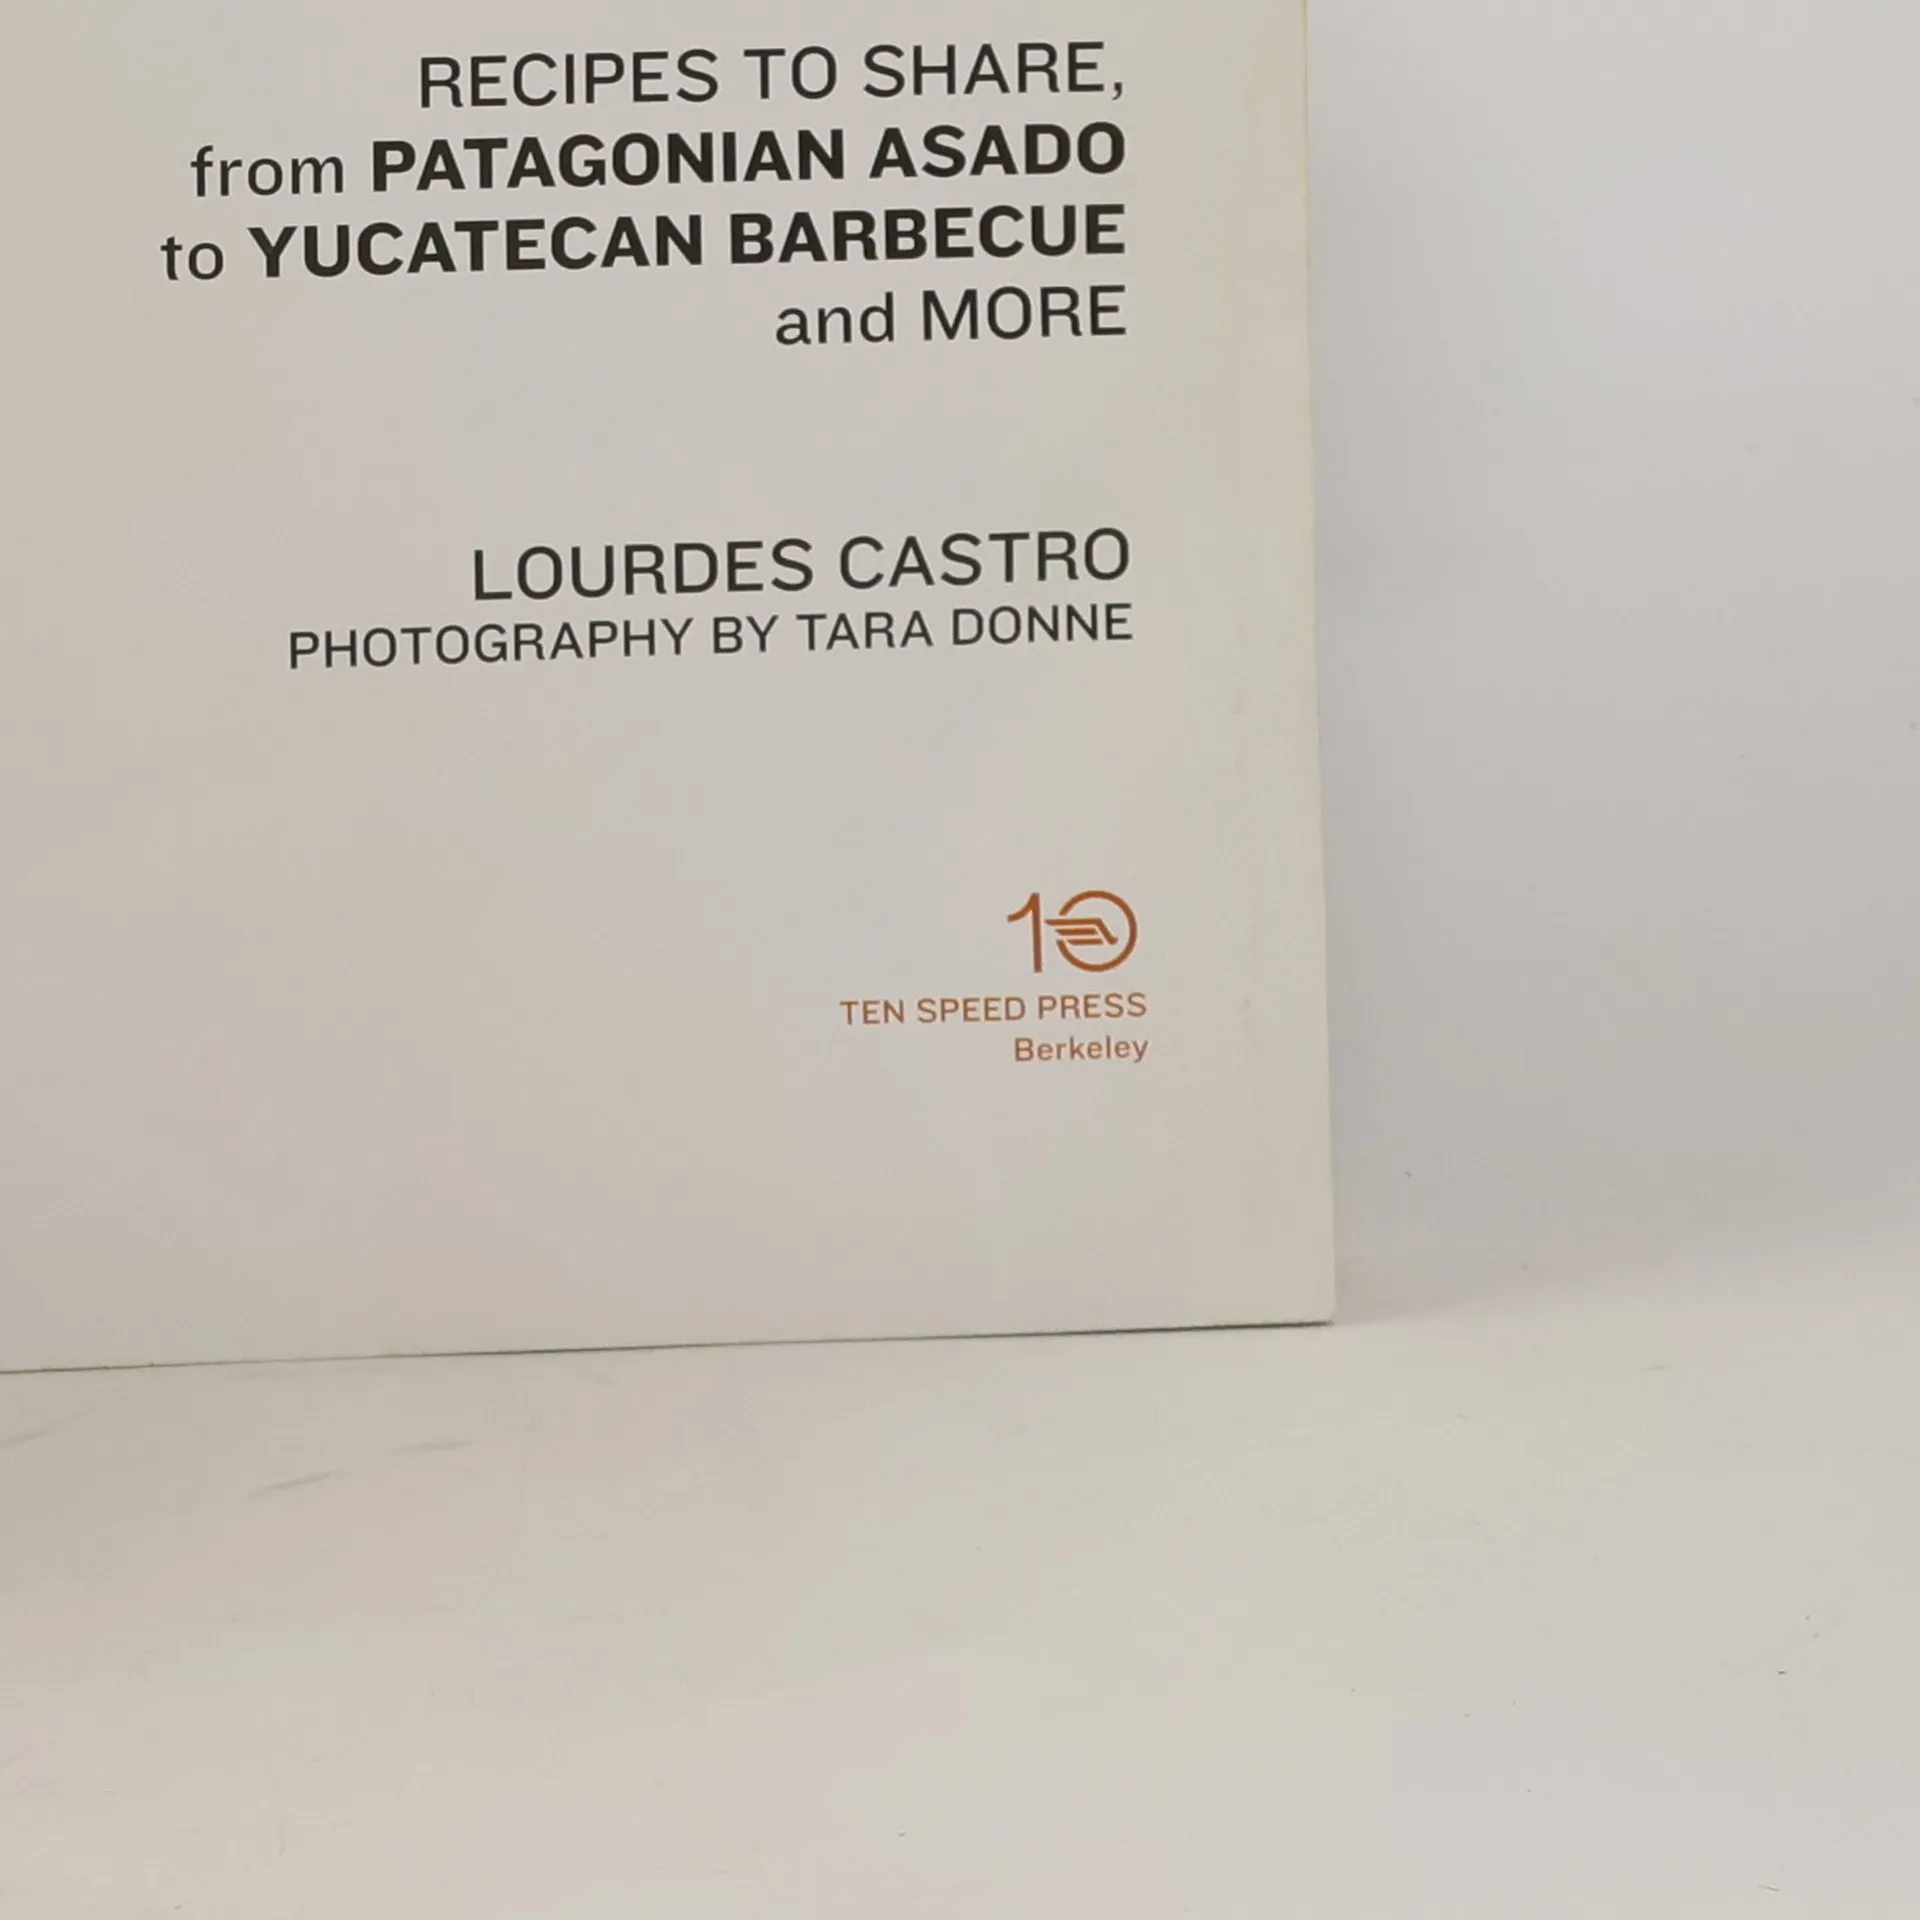 RECIPES TO SHARE,
from PATAGONIAN ASADO
to YUCATECAN BARBECUE
and MORE
LOURDES CASTRO
PHOTOGRAPHY BY TARA DONNE
10
TEN SPEED PRESS
Berkeley